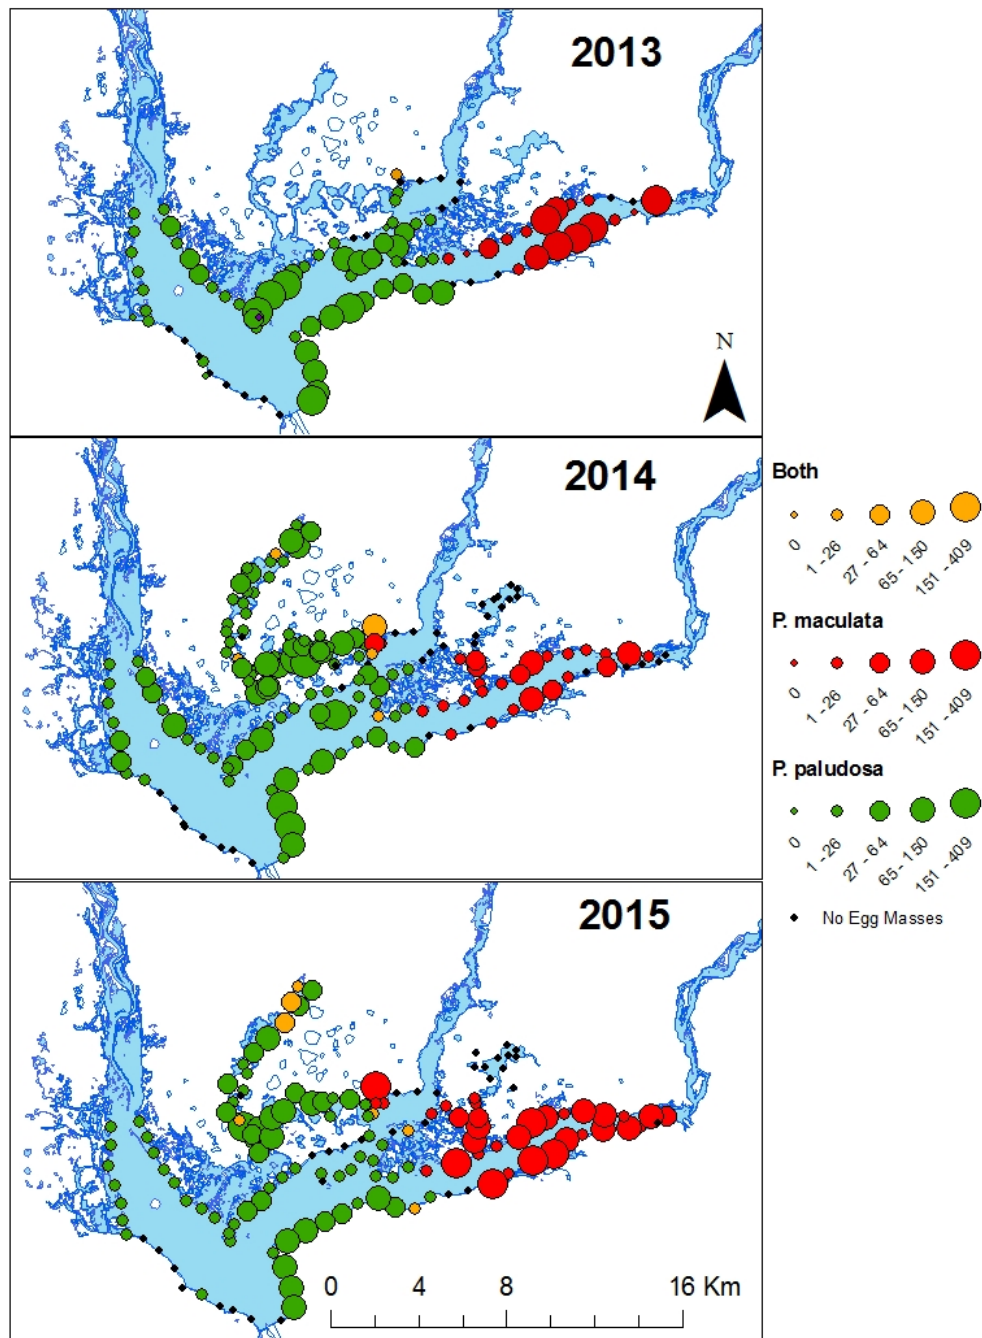 2013
N
2014
Both
0 1 - 26 27 - 64 65 - 150 151 - 409
P. maculata
0 1 - 26 27 - 64 65 - 150 151 - 409
P. paludosa
0 1 - 26 27 - 64 65 - 150 151 - 409
No Egg Masses
2015
0 4 8 16 Km